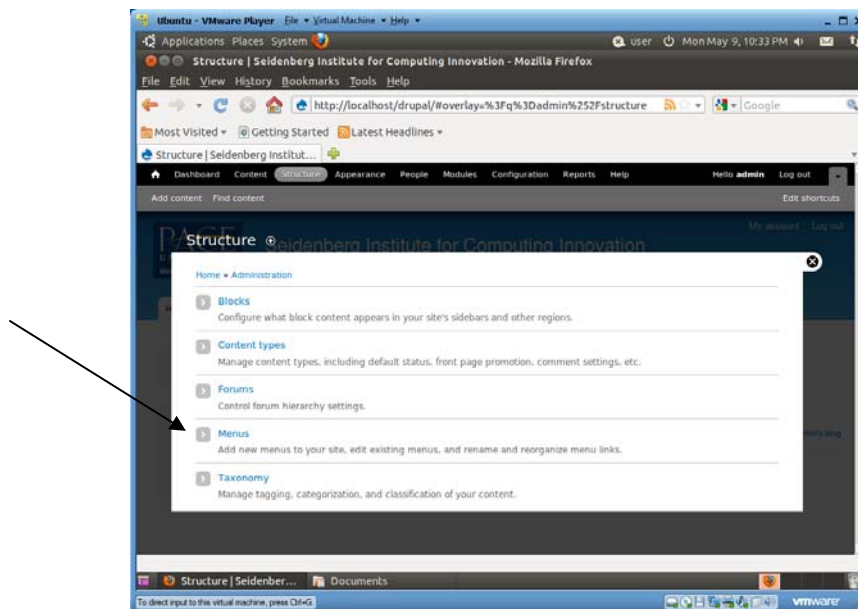 Ubuntu - VMware Player File Virtual Machine Help
Applications Places System user Mon May 9, 10:33 PM
Structure | Seidenberg Institute for Computing Innovation - Mozilla Firefox
File Edit View History Bookmarks Tools Help
http://localhost/drupal/#overlay=%3Fq%3Dadmin%252Fstructure Google
Most Visited Getting Started Latest Headlines
Structure | Seidenberg Institut...
Dashboard Content Structure Appearance People Modules Configuration Reports Help Hello admin Log out
Add content Find content Edit shortcuts
My account Log out
PACE Seidenberg Institute for Computing Innovation
Structure
Home » Administration
Blocks
Configure what block content appears in your site's sidebars and other regions.
Content types
Manage content types, including default status, front page promotion, comment settings, etc.
Forums
Control forum hierarchy settings.
Menus
Add new menus to your site, edit existing menus, and rename and reorganize menu links.
Taxonomy
Manage tagging, categorization, and classification of your content.
Structure | Seidenber... Documents
To direct input to this virtual machine, press Ctrl+G. vmware